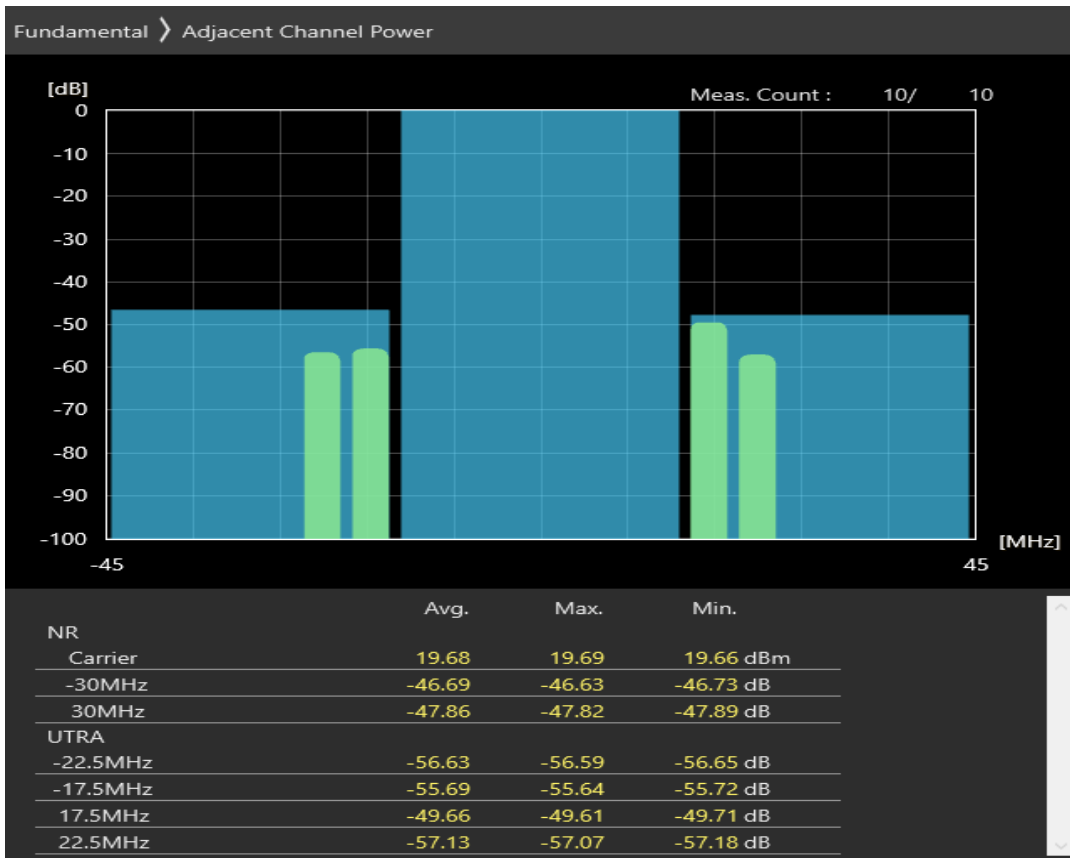 Fundamental 〉 Adjacent Channel Power
[dB]
Meas. Count : 10/ 10
0
-10
-20
-30
-40
-50
-60
-70
-80
-90
-100
[MHz]
-45 45
Avg. Max. Min.
NR
Carrier 19.68 19.69 19.66 dBm
-30MHz -46.69 -46.63 -46.73 dB
30MHz -47.86 -47.82 -47.89 dB
UTRA
-22.5MHz -56.63 -56.59 -56.65 dB
-17.5MHz -55.69 -55.64 -55.72 dB
17.5MHz -49.66 -49.61 -49.71 dB
22.5MHz -57.13 -57.07 -57.18 dB